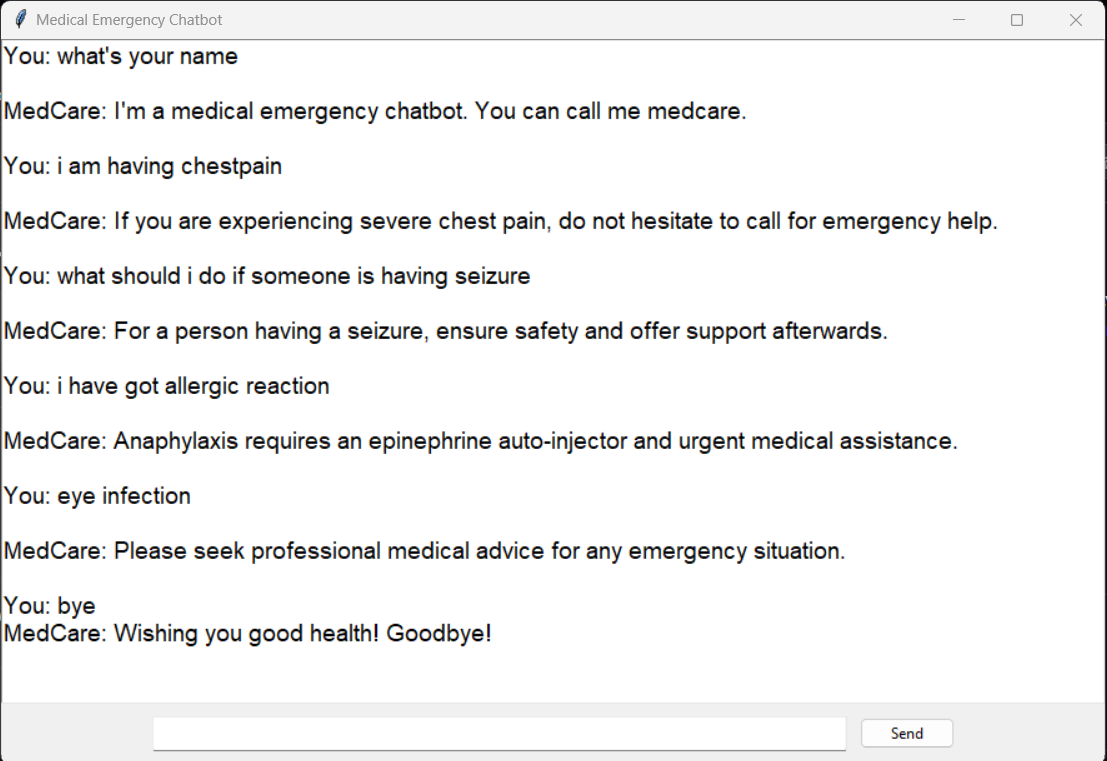 Medical Emergency Chatbot
You: what's your name
MedCare: I'm a medical emergency chatbot. You can call me medcare.
You: i am having chestpain
MedCare: If you are experiencing severe chest pain, do not hesitate to call for emergency help.
You: what should i do if someone is having seizure
MedCare: For a person having a seizure, ensure safety and offer support afterwards.
You: i have got allergic reaction
MedCare: Anaphylaxis requires an epinephrine auto-injector and urgent medical assistance.
You: eye infection
MedCare: Please seek professional medical advice for any emergency situation.
You: bye
MedCare: Wishing you good health! Goodbye!
Send